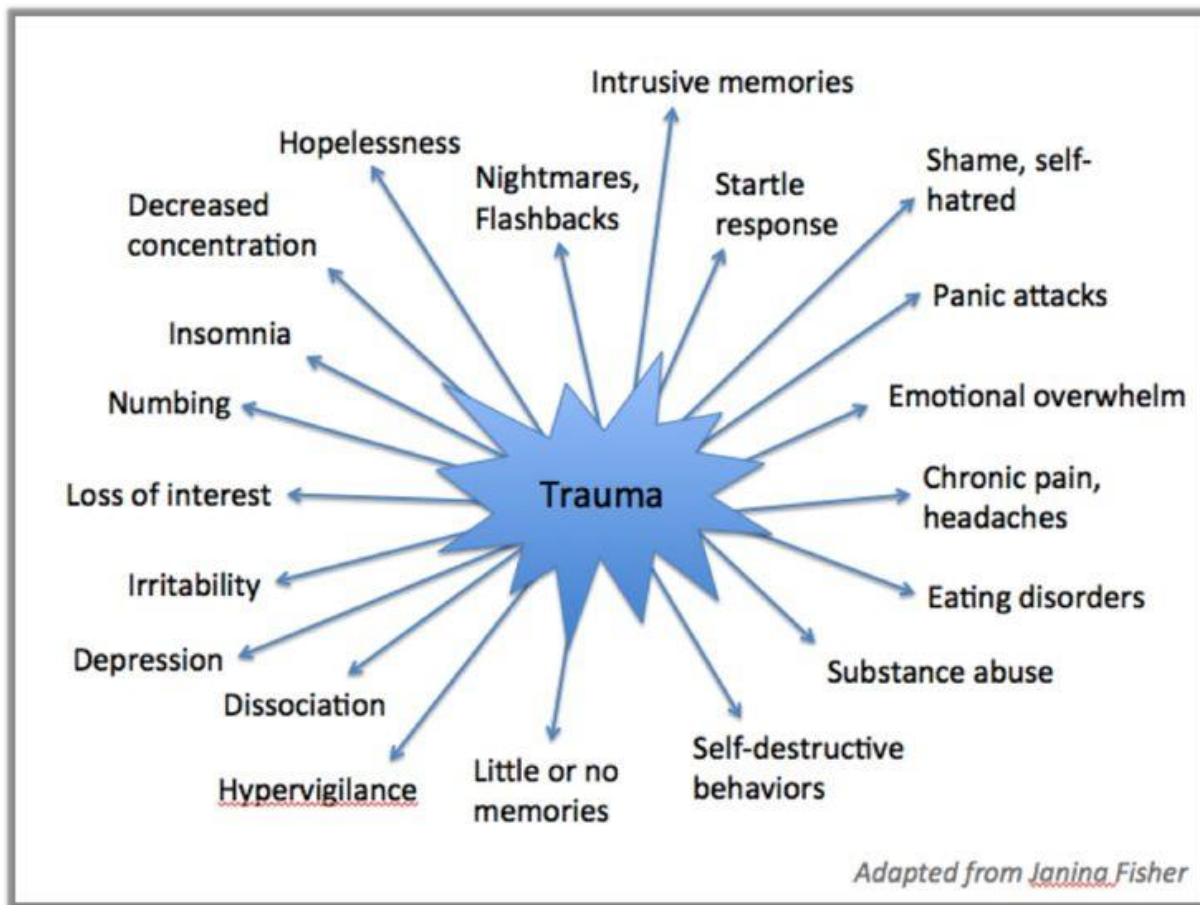 Intrusive memories
Hopelessness
Nightmares,
Flashbacks
Startle
response
Shame, self-
hatred
Decreased
concentration
Panic attacks
Insomnia
Numbing
Emotional overwhelm
Loss of interest
Trauma
Chronic pain,
headaches
Irritability
Eating disorders
Depression
Substance abuse
Dissociation
Hypervigilance
Little or no
memories
Self-destructive
behaviors
Adapted from Janina Fisher